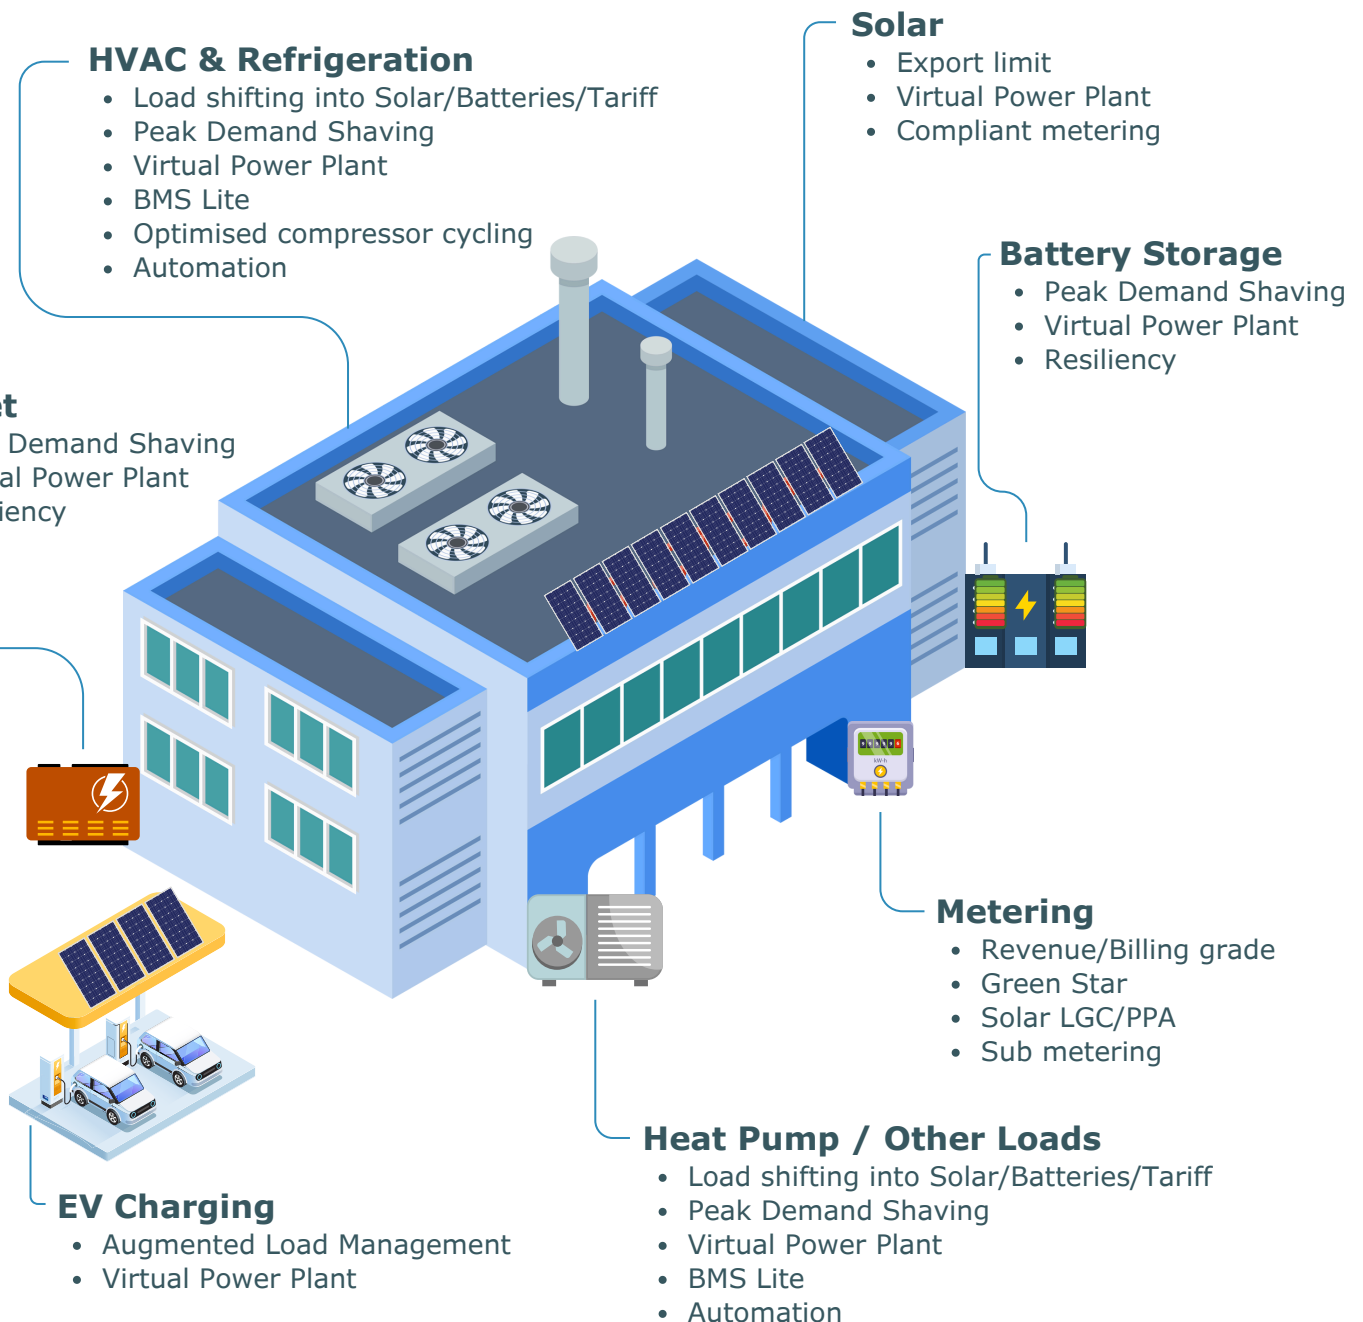 Solar
• Export limit
• Virtual Power Plant
• Compliant metering
HVAC & Refrigeration
• Load shifting into Solar/Batteries/Tariff
• Peak Demand Shaving
• Virtual Power Plant
• BMS Lite
• Optimised compressor cycling
• Automation
Battery Storage
• Peak Demand Shaving
• Virtual Power Plant
• Resiliency
Demand Shaving
Power Plant
kW·h
Metering
• Revenue/Billing grade
• Green Star
• Solar LGC/PPA
• Sub metering
Heat Pump / Other Loads
• Load shifting into Solar/Batteries/Tariff
• Peak Demand Shaving
• Virtual Power Plant
• BMS Lite
• Automation
EV Charging
• Augmented Load Management
• Virtual Power Plant